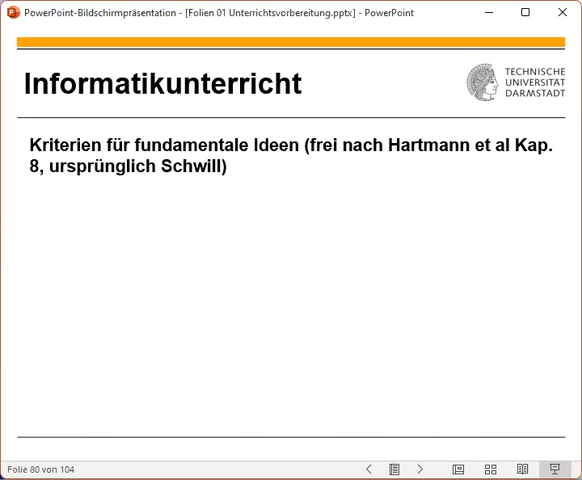 PowerPoint-Bildschirmpräsentation - [Folien 01 Unterrichtsvorbereitung.pptx] - PowerPoint
Informatikunterricht
TECHNISCHE
UNIVERSITÄT
DARMSTADT
Kriterien für fundamentale Ideen (frei nach Hartmann et al Kap.
8, ursprünglich Schwill)
Folie 80 von 104